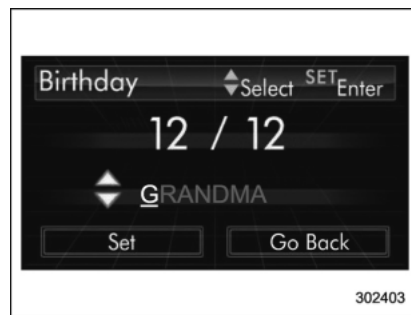 Birthday Select SET Enter
12 / 12
GRANDMA
Set Go Back
302403